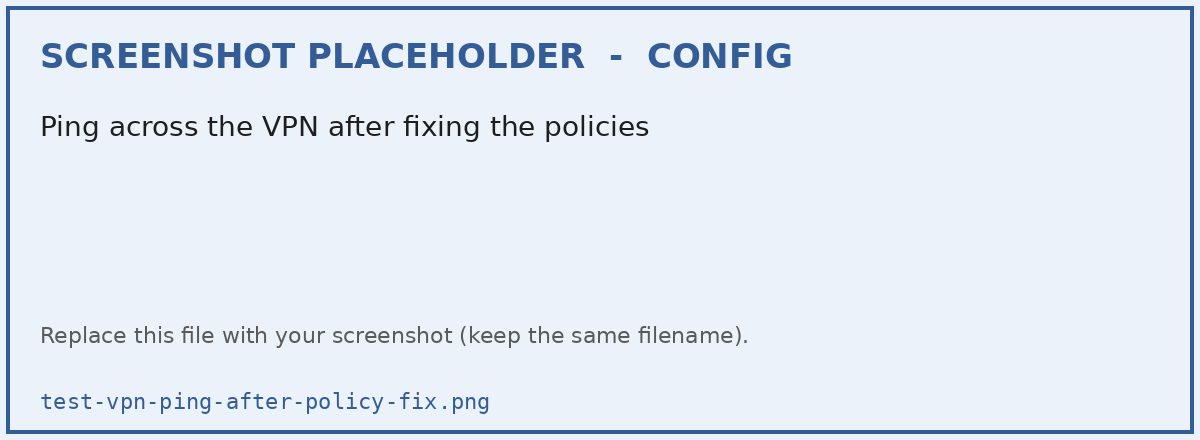 SCREENSHOT PLACEHOLDER - CONFIG
Ping across the VPN after fixing the policies
Replace this file with your screenshot (keep the same filename).
test-vpn-ping-after-policy-fix.png